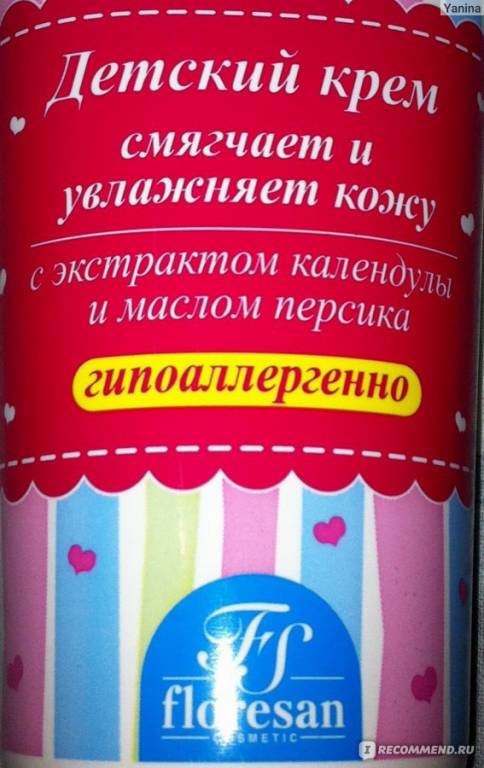 Yanina
Детский крем
смягчает и
увлажняет кожу
с экстрактом календулы
и маслом персика
гипоаллергенно
FS
floresan
COSMETIC
I RECOMMEND.RU